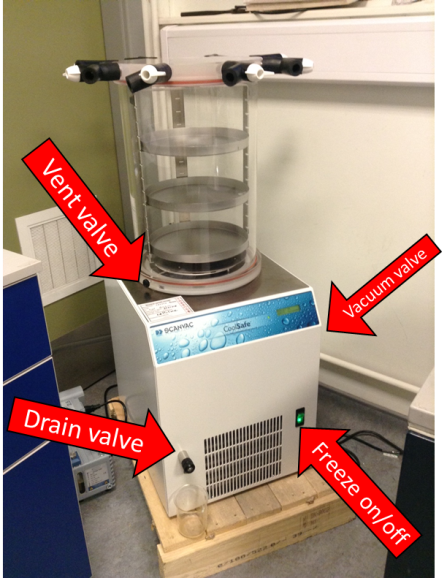 Vent valve
Vacuum valve
SCANVAC
CoolSafe
Drain valve
Freeze on/off